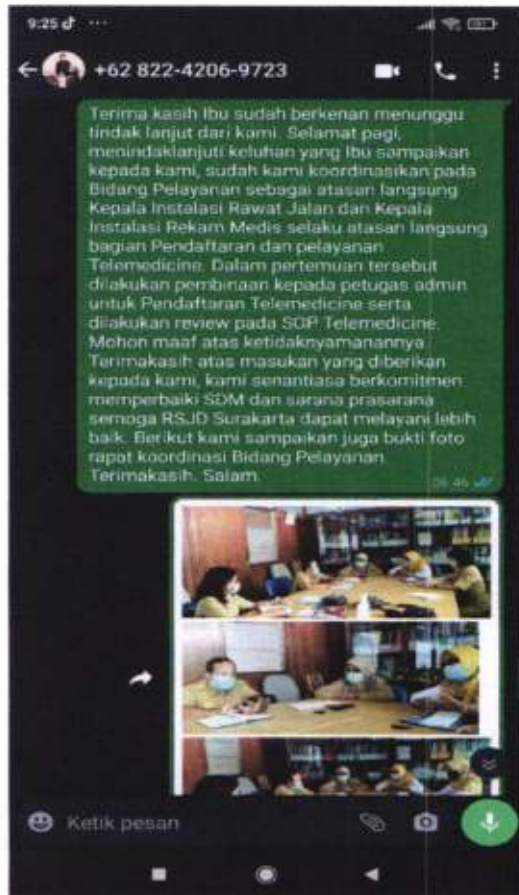 9:25
+62 822-4206-9723
Terima kasih Ibu sudah berkenan menunggu
tindak lanjut dari kami. Selamat pagi,
menindaklanjuti keluhan yang Ibu sampaikan
kepada kami, sudah kami koordinasikan pada
Bidang Pelayanan sebagai atasan langsung
Kepala Instalasi Rawat Jalan dan Kepala
Instalasi Rekam Medis selaku atasan langsung
bagian Pendaftaran dan pelayanan
Telemedicine. Dalam pertemuan tersebut
dilakukan pembinaan kepada petugas admin
untuk Pendaftaran Telemedicine serta
dilakukan review pada SOP Telemedicine.
Mohon maaf atas ketidaknyamanannya.
Terimakasih atas masukan yang diberikan
kepada kami, kami senantiasa berkomitmen
memperbaiki SDM dan sarana prasarana
semoga RSJD Surakarta dapat melayani lebih
baik. Berikut kami sampaikan juga bukti foto
rapat koordinasi Bidang Pelayanan.
Terimakasih. Salam.
06.46
Ketik pesan